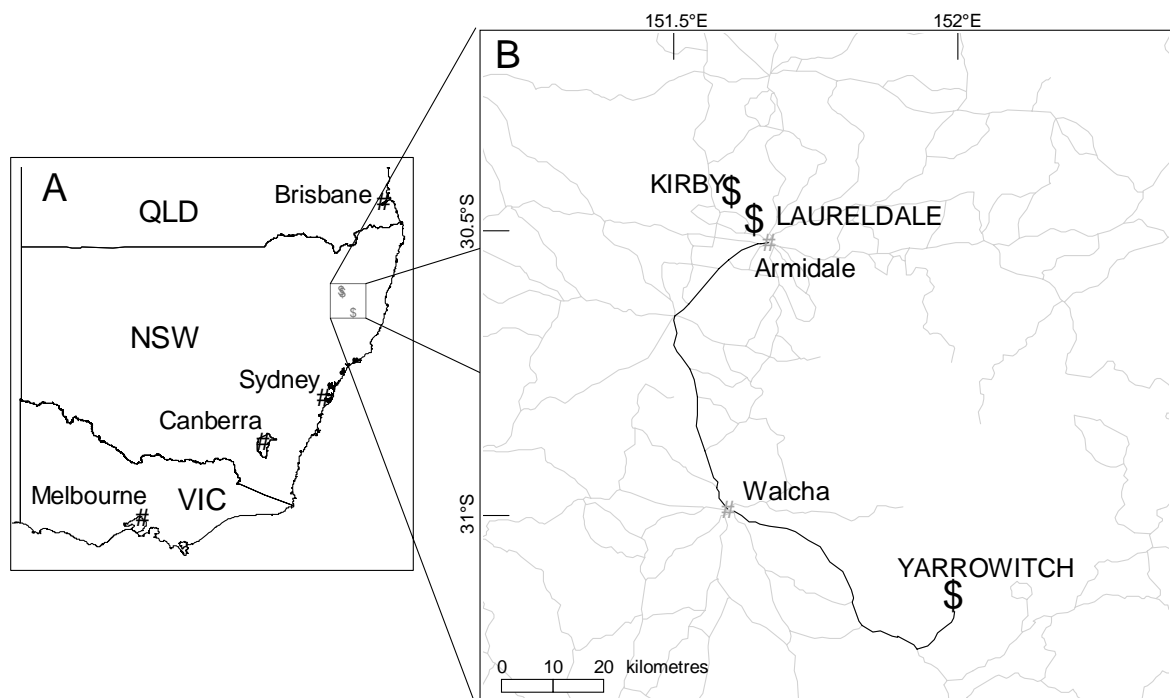 151.5°E
152°E
A
B
Brisbane
#
QLD
KIRBY
$
$
LAURELDALE
30.5°S
#
Armidale
$
$
$
NSW
Sydney
#
Canberra
#
Walcha
#
31°S
Melbourne
#
VIC
YARROWITCH
$
0 10 20 kilometres